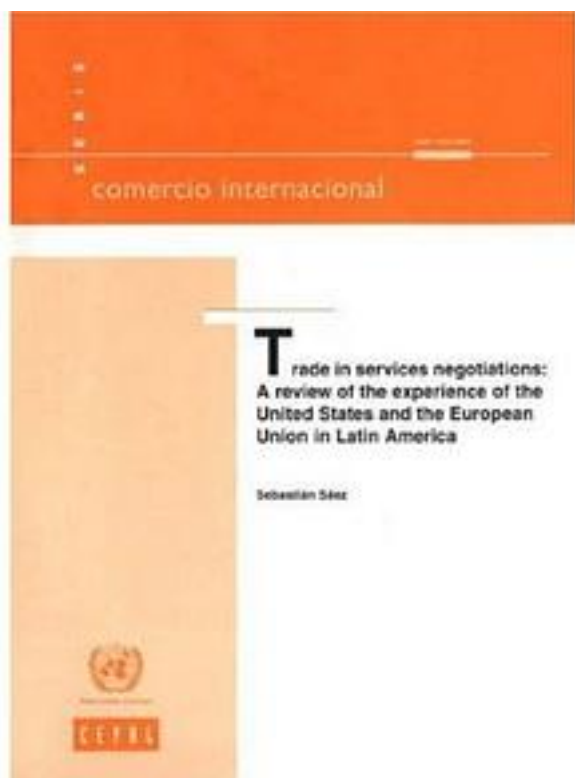 SERIE
comercio internacional
Trade in services negotiations:
A review of the experience of the
United States and the European
Union in Latin America
Sebastián Sáez
CEPAL